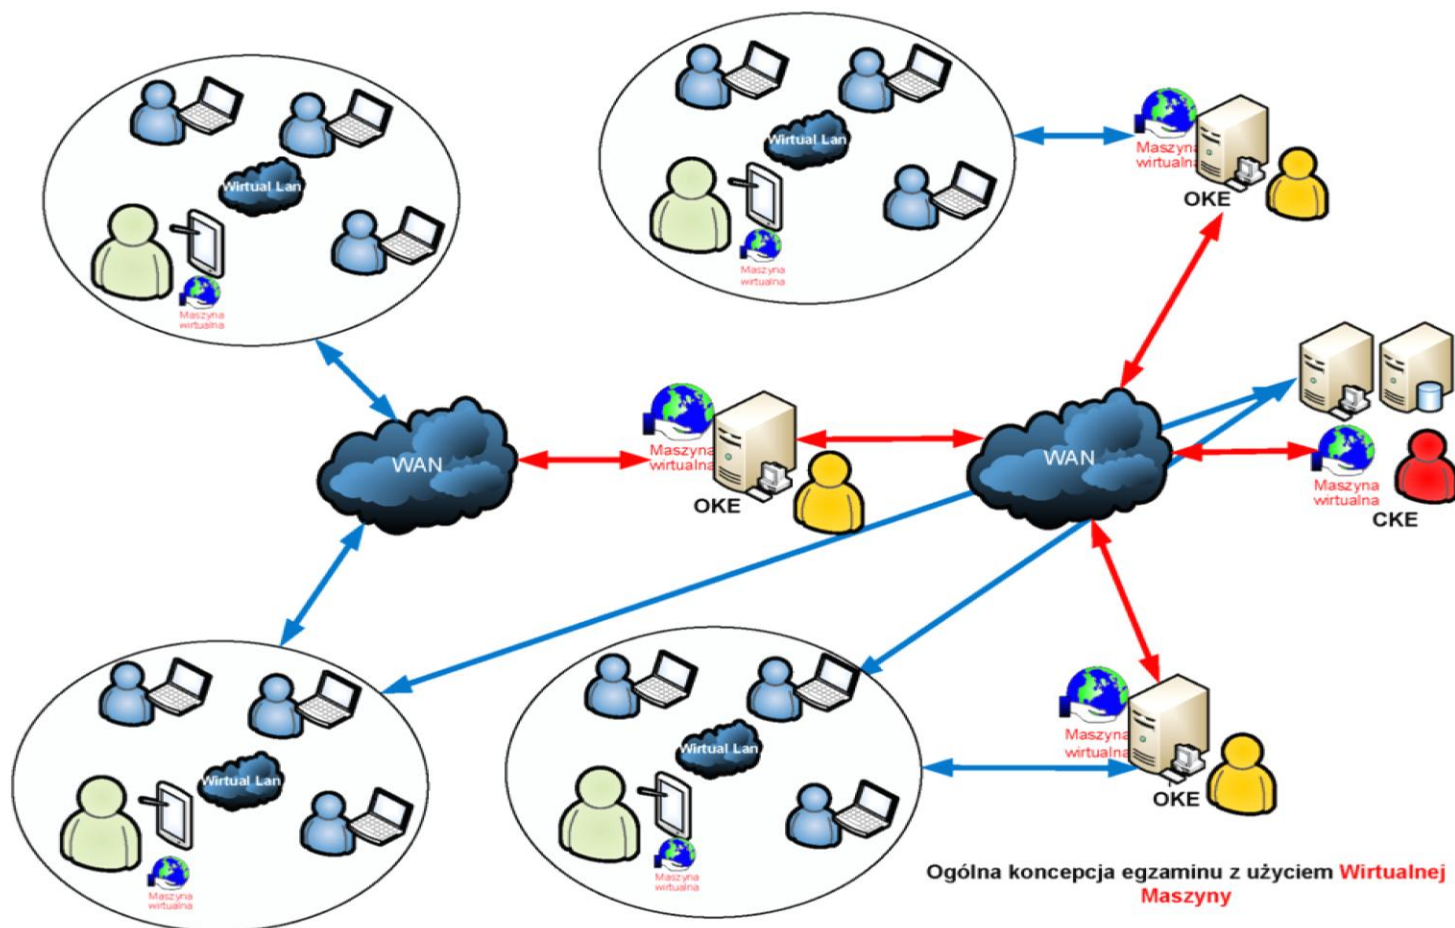 Wirtual Lan
Maszyna
wirtualna
Wirtual Lan
Maszyna
wirtualna
Maszyna
wirtualna
OKE
WAN
Maszyna
wirtualna
OKE
WAN
Maszyna
wirtualna
CKE
Wirtual Lan
Maszyna
wirtualna
Wirtual Lan
Maszyna
wirtualna
Maszyna
wirtualna
OKE
Ogólna koncepcja egzaminu z użyciem Wirtualnej
Maszyny